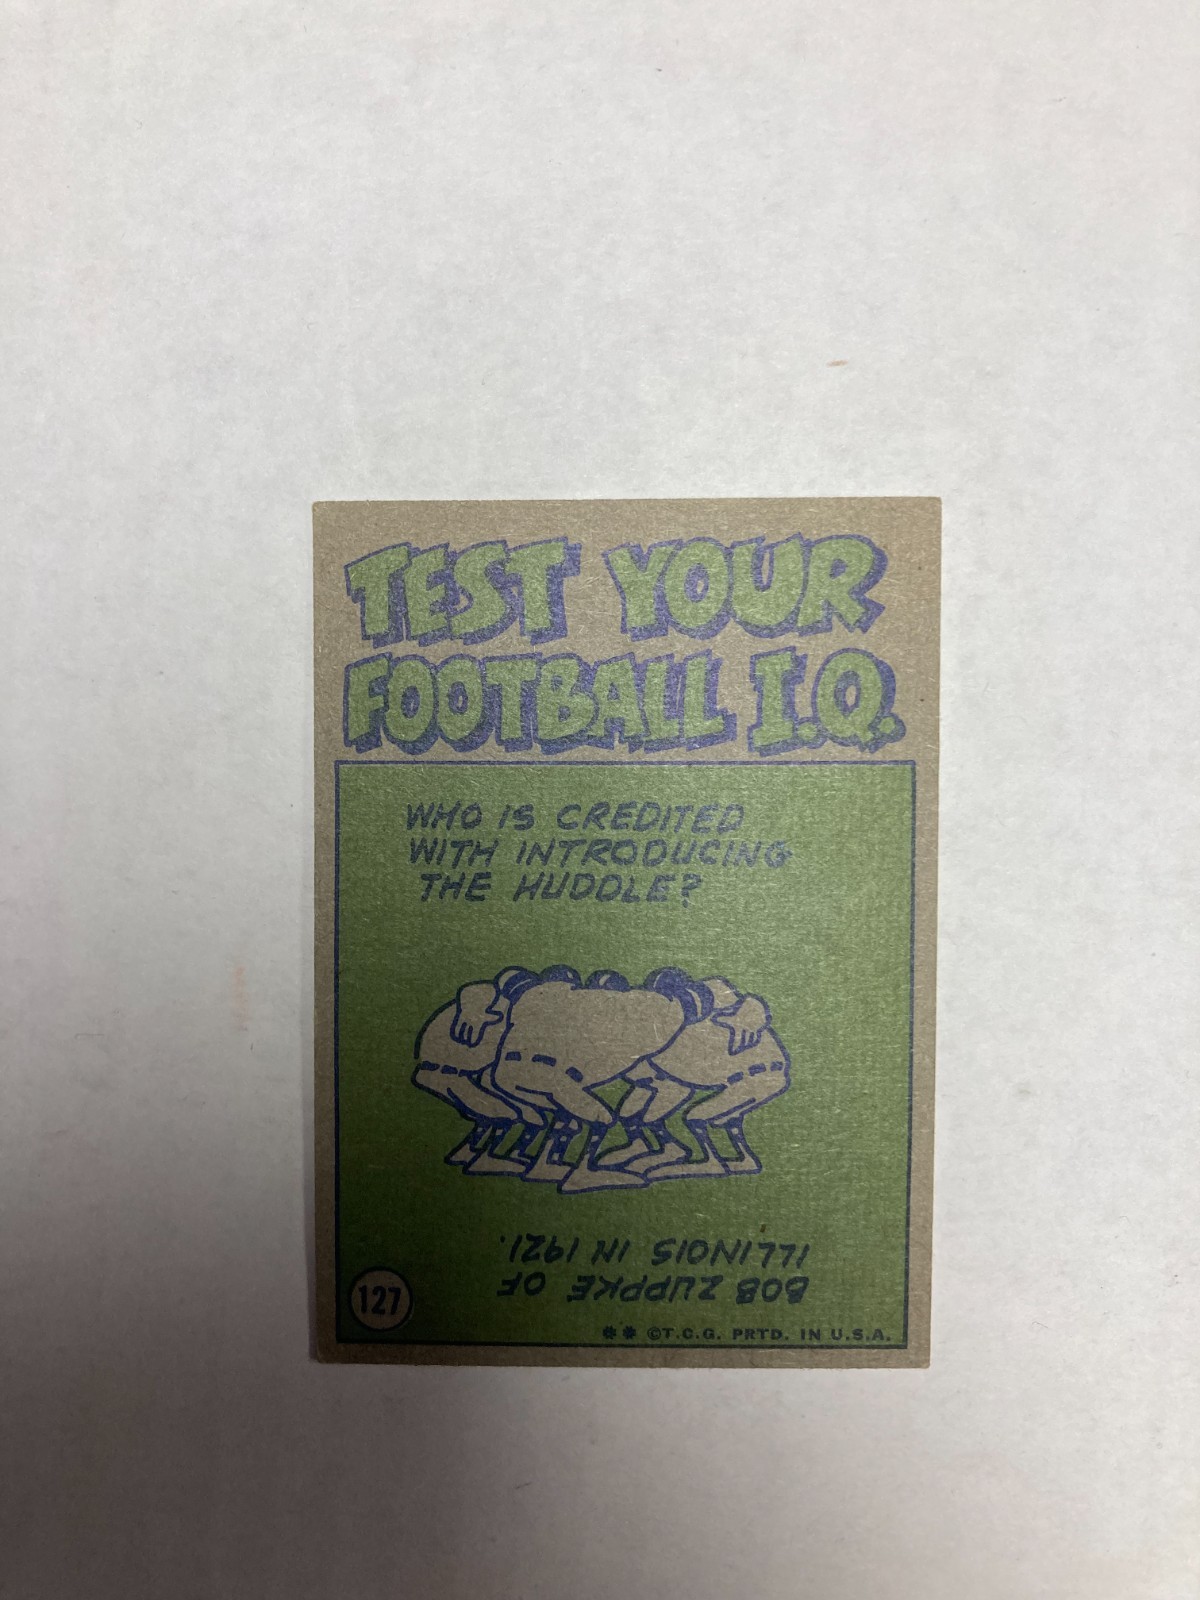 TEST YOUR
FOOTBALL I.Q.
WHO IS CREDITED
WITH INTRODUCING
THE HUDDLE?
BOB ZUPPKE OF
ILLINOIS IN 1921.
127
** ©T.C.G. PRTD. IN U.S.A.